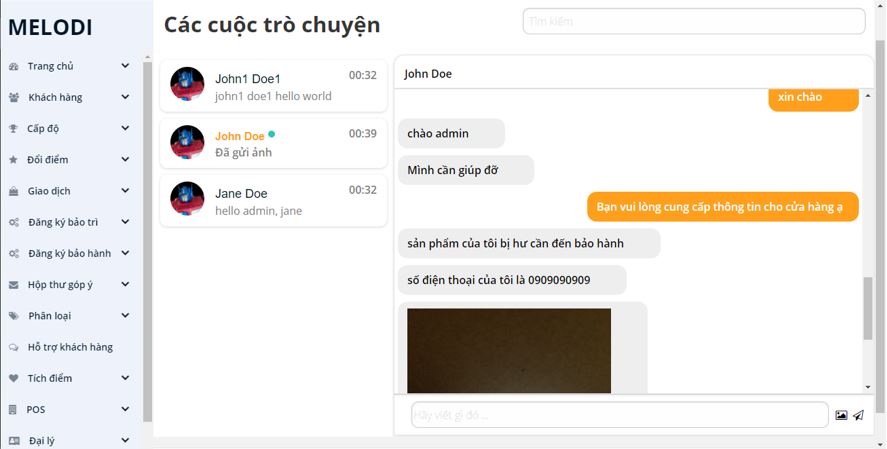 MELODI
Trang chủ
Khách hàng
Cấp độ
Đổi điểm
Giao dịch
Đăng ký bảo trì
Đăng ký bảo hành
Hộp thư góp ý
Phân loại
Hỗ trợ khách hàng
Tích điểm
POS
Đại lý
Các cuộc trò chuyện
Tìm kiếm
John1 Doe1
00:32
john1 doe1 hello world
John Doe
00:39
Đã gửi ảnh
Jane Doe
00:32
hello admin, jane
John Doe
xin chào
chào admin
Mình cần giúp đỡ
Bạn vui lòng cung cấp thông tin cho cửa hàng ạ
sản phẩm của tôi bị hư cần đến bảo hành
số điện thoại của tôi là 0909090909
Hãy viết gì đó ...